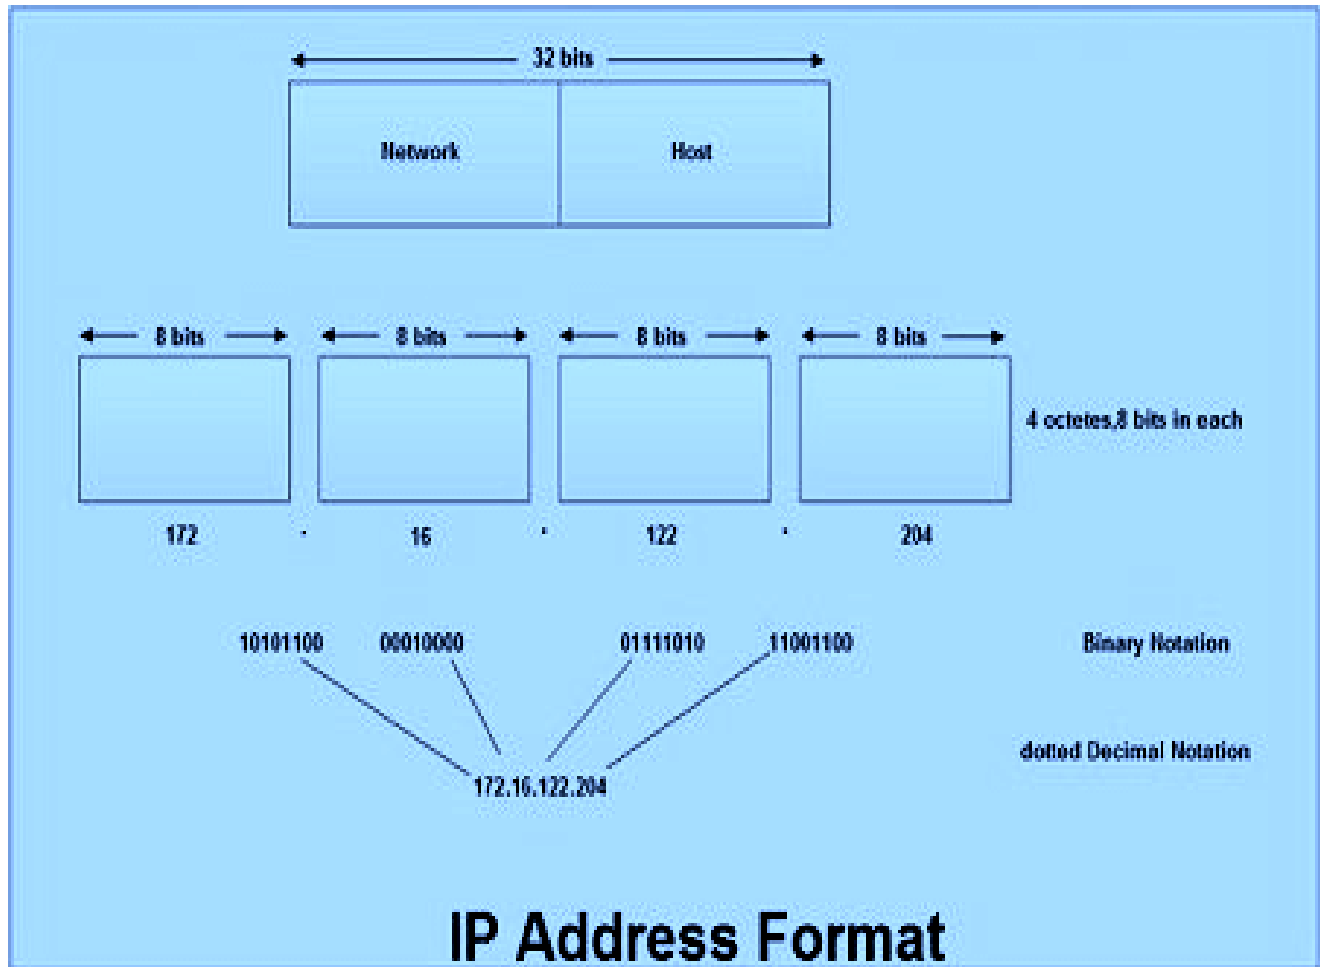 32 bits
Network Host
8 bits 8 bits 8 bits 8 bits
4 octetes,8 bits in each
172 . 16 . 122 . 204
10101100 00010000 01111010 11001100 Binary Notation
dotted Decimal Notation
172.16.122.204
IP Address Format